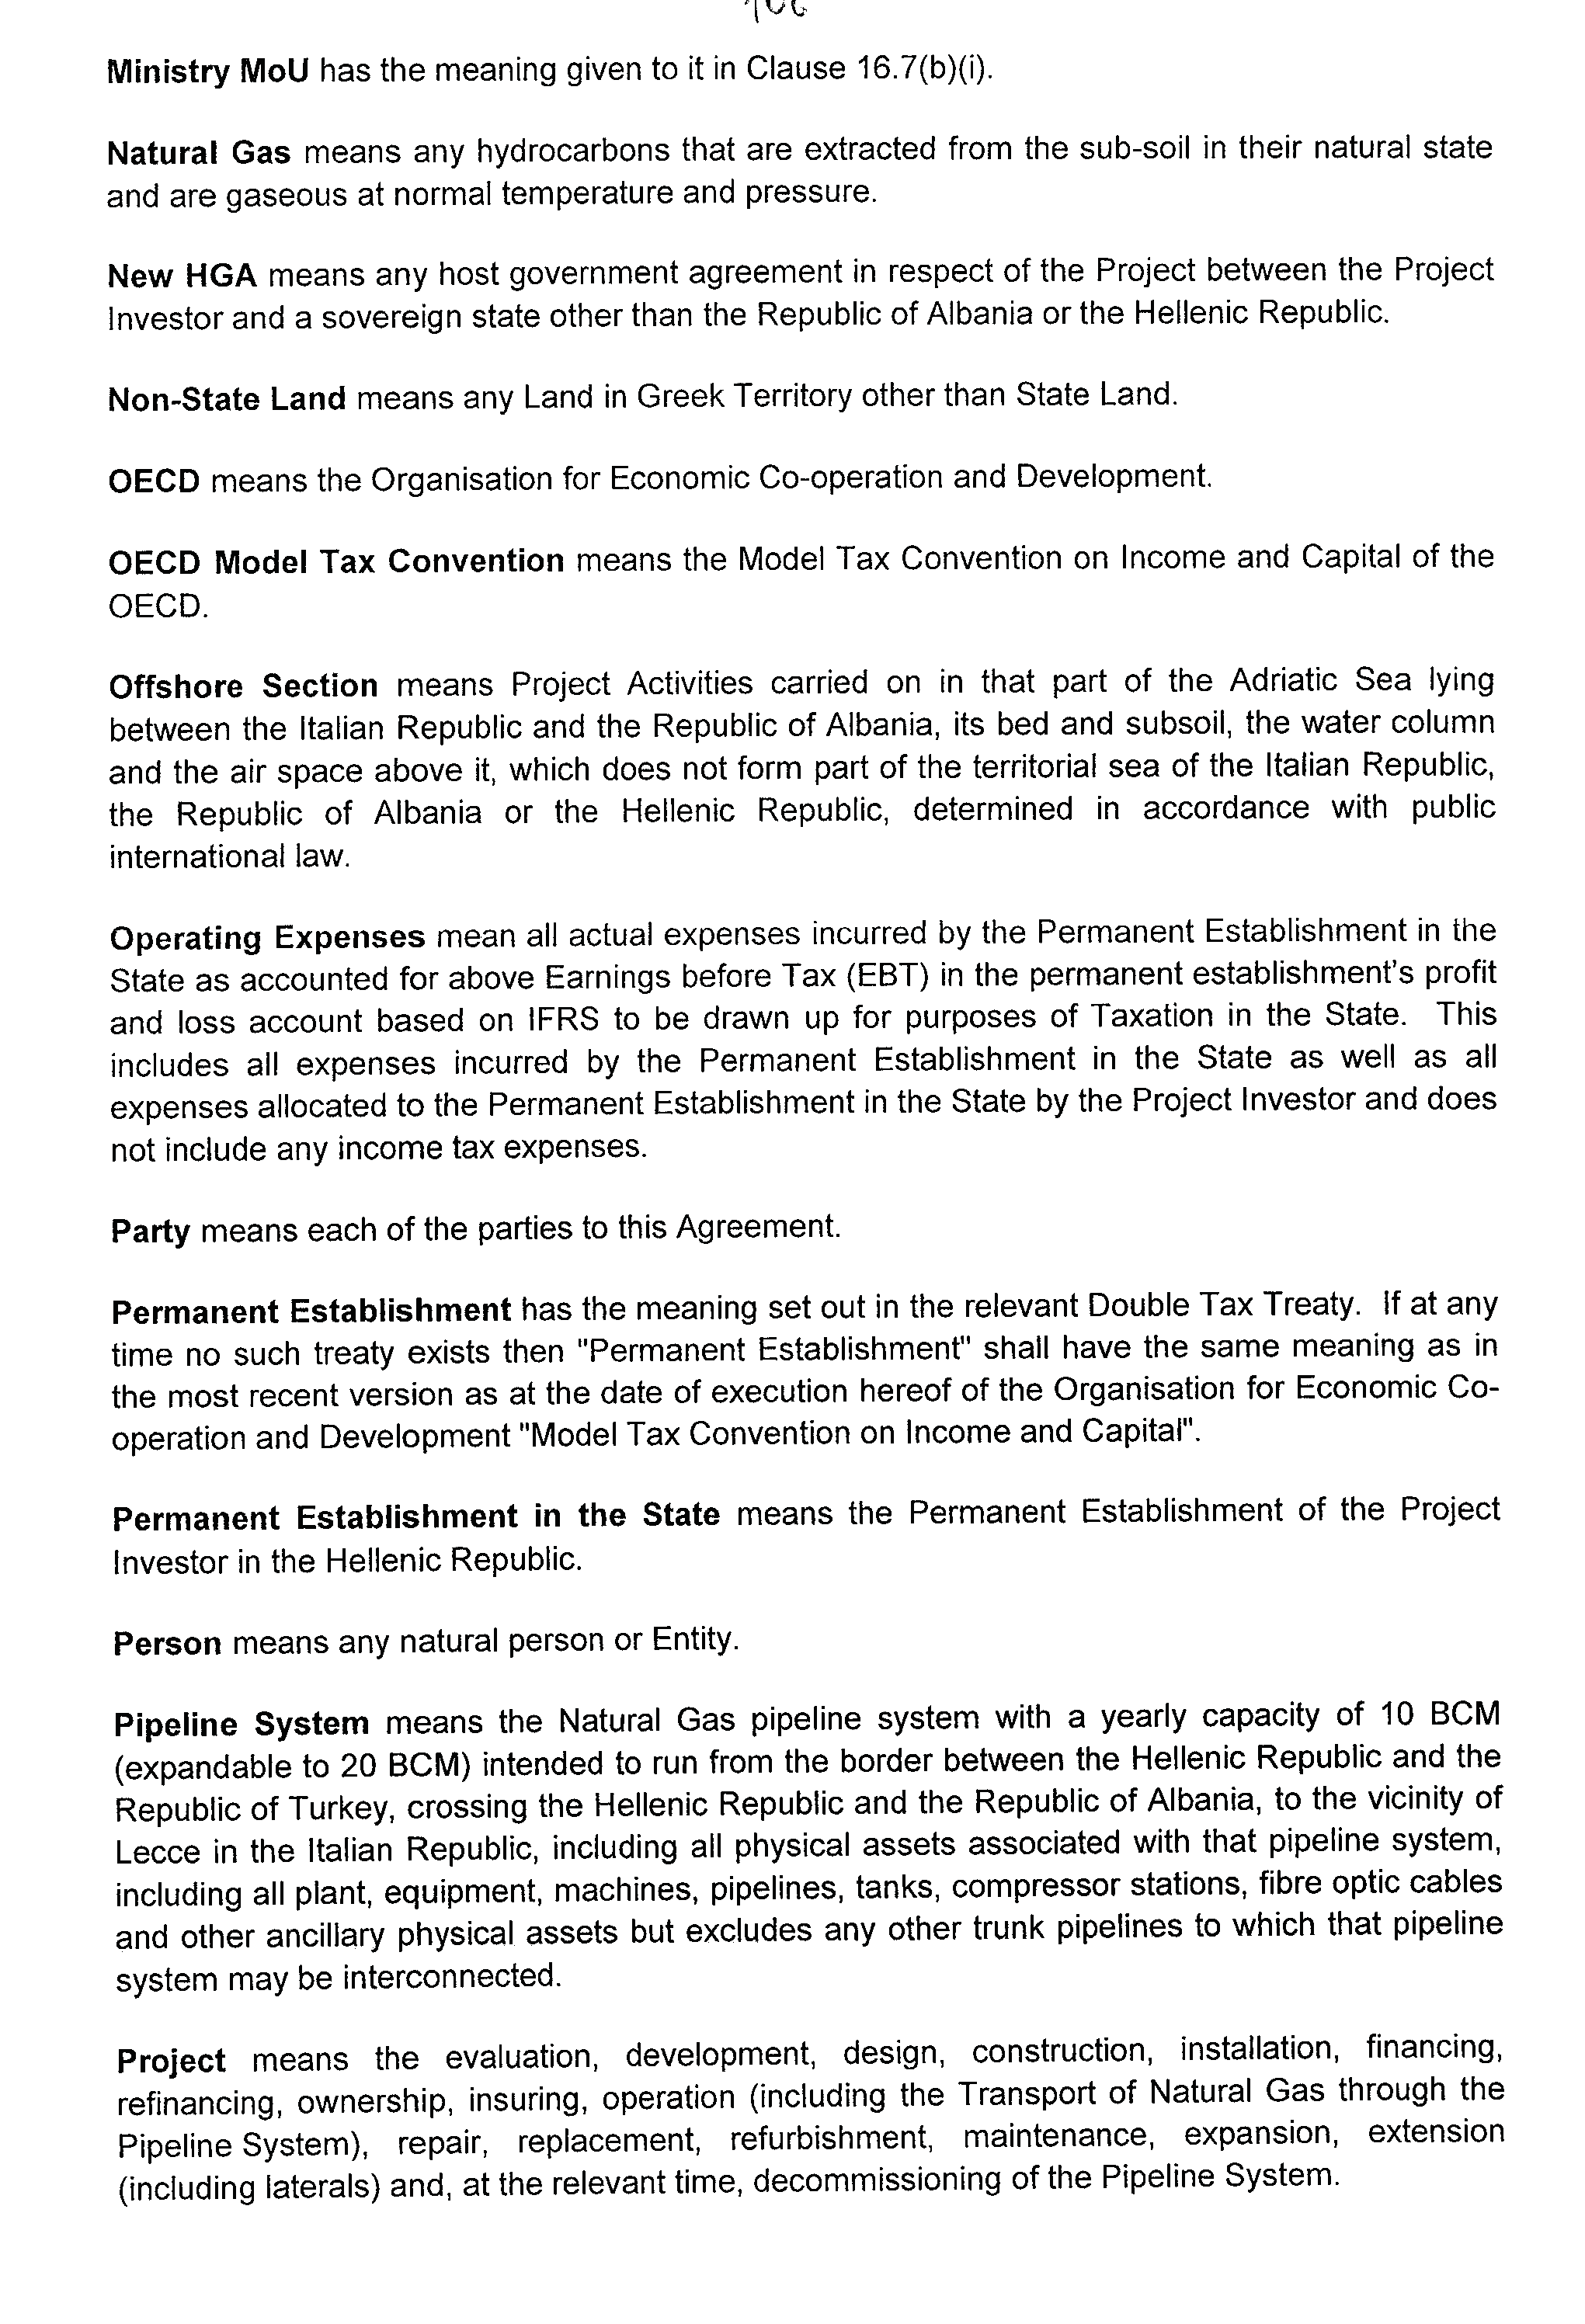 Ministry MoU has the meaning given to it in Clause 16.7(b)(i).
Natural Gas means any hydrocarbons that are extracted from the sub-soil in their natural state
and are gaseous at normal temperature and pressure.
New HGA means any host government agreement in respect of the Project between the Project
Investor and a sovereign state other than the Republic of Albania or the Hellenic Republic.
Non-State Land means any Land in Greek Territory other than State Land.
OECD means the Organisation for Economic Co-operation and Development.
OECD Model Tax Convention means the Model Tax Convention on Income and Capital of the
OECD.
Offshore Section means Project Activities carried on in that part of the Adriatic Sea lying
between the Italian Republic and the Republic of Albania, its bed and subsoil, the water column
and the air space above it, which does not form part of the territorial sea of the Italian Republic,
the Republic of Albania or the Hellenic Republic, determined in accordance with public
international law.
Operating Expenses mean all actual expenses incurred by the Permanent Establishment in the
State as accounted for above Earnings before Tax (EBT) in the permanent establishment's profit
and loss account based on IFRS to be drawn up for purposes of Taxation in the State. This
includes all expenses incurred by the Permanent Establishment in the State as well as all
expenses allocated to the Permanent Establishment in the State by the Project Investor and does
not include any income tax expenses.
Party means each of the parties to this Agreement.
Permanent Establishment has the meaning set out in the relevant Double Tax Treaty. If at any
time no such treaty exists then "Permanent Establishment" shall have the same meaning as in
the most recent version as at the date of execution hereof of the Organisation for Economic Co-
operation and Development "Model Tax Convention on Income and Capital".
Permanent Establishment in the State means the Permanent Establishment of the Project
Investor in the Hellenic Republic.
Person means any natural person or Entity.
Pipeline System means the Natural Gas pipeline system with a yearly capacity of 10 BCM
(expandable to 20 BCM) intended to run from the border between the Hellenic Republic and the
Republic of Turkey, crossing the Hellenic Republic and the Republic of Albania, to the vicinity of
Lecce in the Italian Republic, including all physical assets associated with that pipeline system,
including all plant, equipment, machines, pipelines, tanks, compressor stations, fibre optic cables
and other ancillary physical assets but excludes any other trunk pipelines to which that pipeline
system may be interconnected.
Project means the evaluation, development, design, construction, installation, financing,
refinancing, ownership, insuring, operation (including the Transport of Natural Gas through the
Pipeline System), repair, replacement, refurbishment, maintenance, expansion, extension
(including laterals) and, at the relevant time, decommissioning of the Pipeline System.